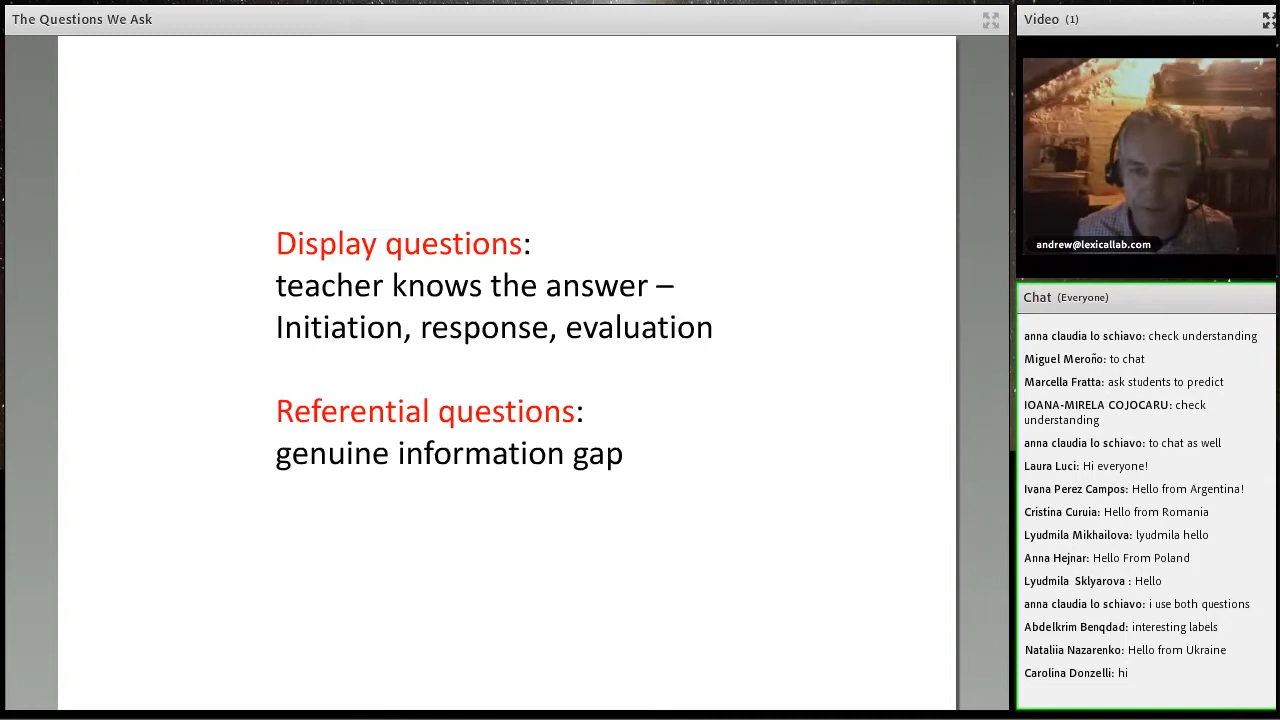 The Questions We Ask
Display questions:
teacher knows the answer –
Initiation, response, evaluation
Referential questions:
genuine information gap
Video (1)
andrew@lexicallab.com
Chat (Everyone)
anna claudia lo schiavo: check understanding
Miguel Meroño: to chat
Marcella Fratta: ask students to predict
IOANA-MIRELA COJOCARU: check
understanding
anna claudia lo schiavo: to chat as well
Laura Luci: Hi everyone!
Ivana Perez Campos: Hello from Argentina!
Cristina Curuia: Hello from Romania
Lyudmila Mikhailova: lyudmila hello
Anna Hejnar: Hello From Poland
Lyudmila Sklyarova : Hello
anna claudia lo schiavo: i use both questions
Abdelkrim Benqdad: interesting labels
Nataliia Nazarenko: Hello from Ukraine
Carolina Donzelli: hi